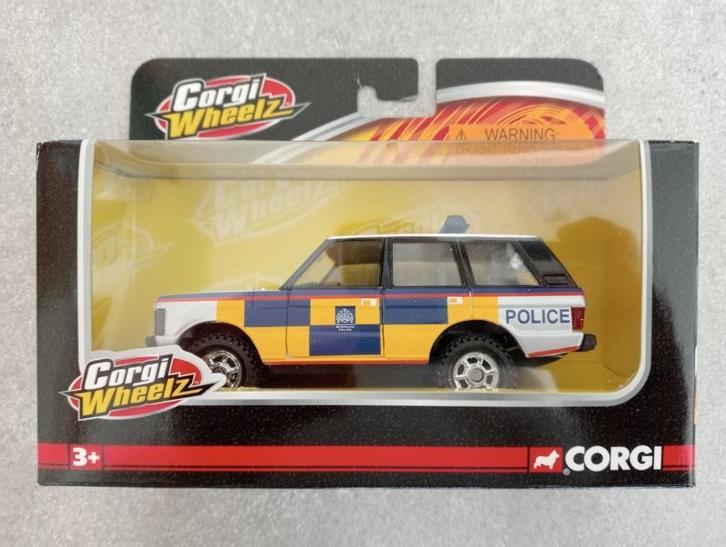 Corgi
Wheelz
WARNING:
POLICE
Corgi
Wheelz
3+
CORGI